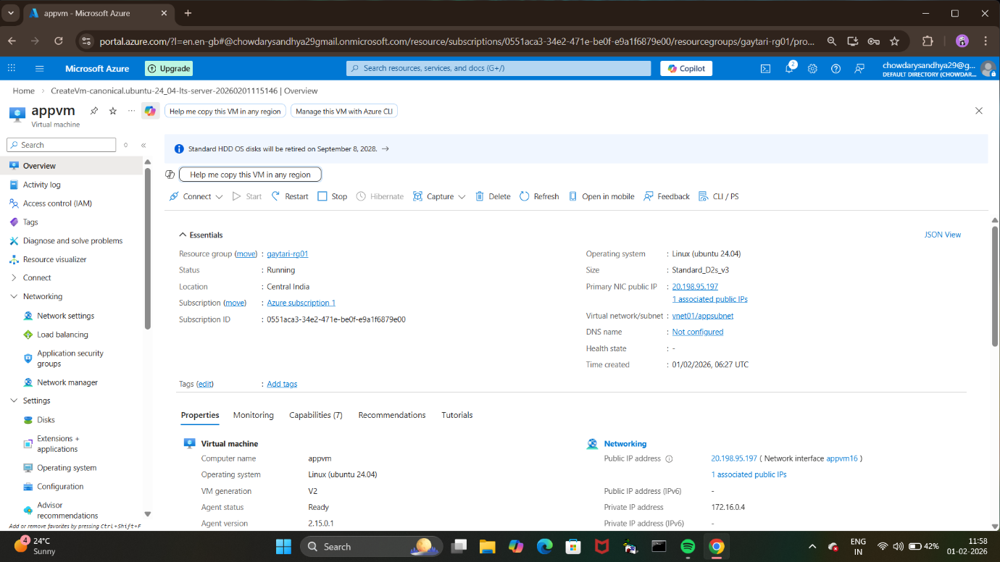 appvm - Microsoft Azure
portal.azure.com/?l=en.en-gb#@chowdarysandhya29gmail.onmicrosoft.com/resource/subscriptions/0551aca3-34e2-471e-be0f-e9a1f6879e00/resourcegroups/gaytari-rg01/pro...
Microsoft Azure
Upgrade
Search resources, services, and docs (G+/)
Copilot
2
chowdarysandhya29@g...
DEFAULT DIRECTORY (CHOWDAR...
Home > CreateVm-canonical.ubuntu-24_04-lts-server-20260201115146 | Overview
appvm
Virtual machine
Help me copy this VM in any region
Manage this VM with Azure CLI
Search
Overview
Activity log
Access control (IAM)
Tags
Diagnose and solve problems
Resource visualizer
Connect
Networking
Network settings
Load balancing
Application security
groups
Network manager
Settings
Disks
Extensions +
applications
Operating system
Configuration
Advisor
recommendations
Add or remove favorites by pressing Ctrl+Shift+F
Standard HDD OS disks will be retired on September 8, 2028. →
Help me copy this VM in any region
Connect Start Restart Stop Hibernate Capture Delete Refresh Open in mobile Feedback CLI / PS
Essentials
JSON View
Resource group (move) : gaytari-rg01
Status : Running
Location : Central India
Subscription (move) : Azure subscription 1
Subscription ID : 0551aca3-34e2-471e-be0f-e9a1f6879e00
Operating system : Linux (ubuntu 24.04)
Size : Standard_D2s_v3
Primary NIC public IP : 20.198.95.197
1 associated public IPs
Virtual network/subnet : vnet01/appsubnet
DNS name : Not configured
Health state : -
Time created : 01/02/2026, 06:27 UTC
Tags (edit) : Add tags
Properties Monitoring Capabilities (7) Recommendations Tutorials
Virtual machine
Computer name appvm
Operating system Linux (ubuntu 24.04)
VM generation V2
Agent status Ready
Agent version 2.15.0.1
Networking
Public IP address 20.198.95.197 ( Network interface appvm16 )
1 associated public IPs
Public IP address (IPv6) -
Private IP address 172.16.0.4
Private IP address (IPv6) -
4
24°C
Sunny
Search
ENG
IN
42%
11:58
01-02-2026